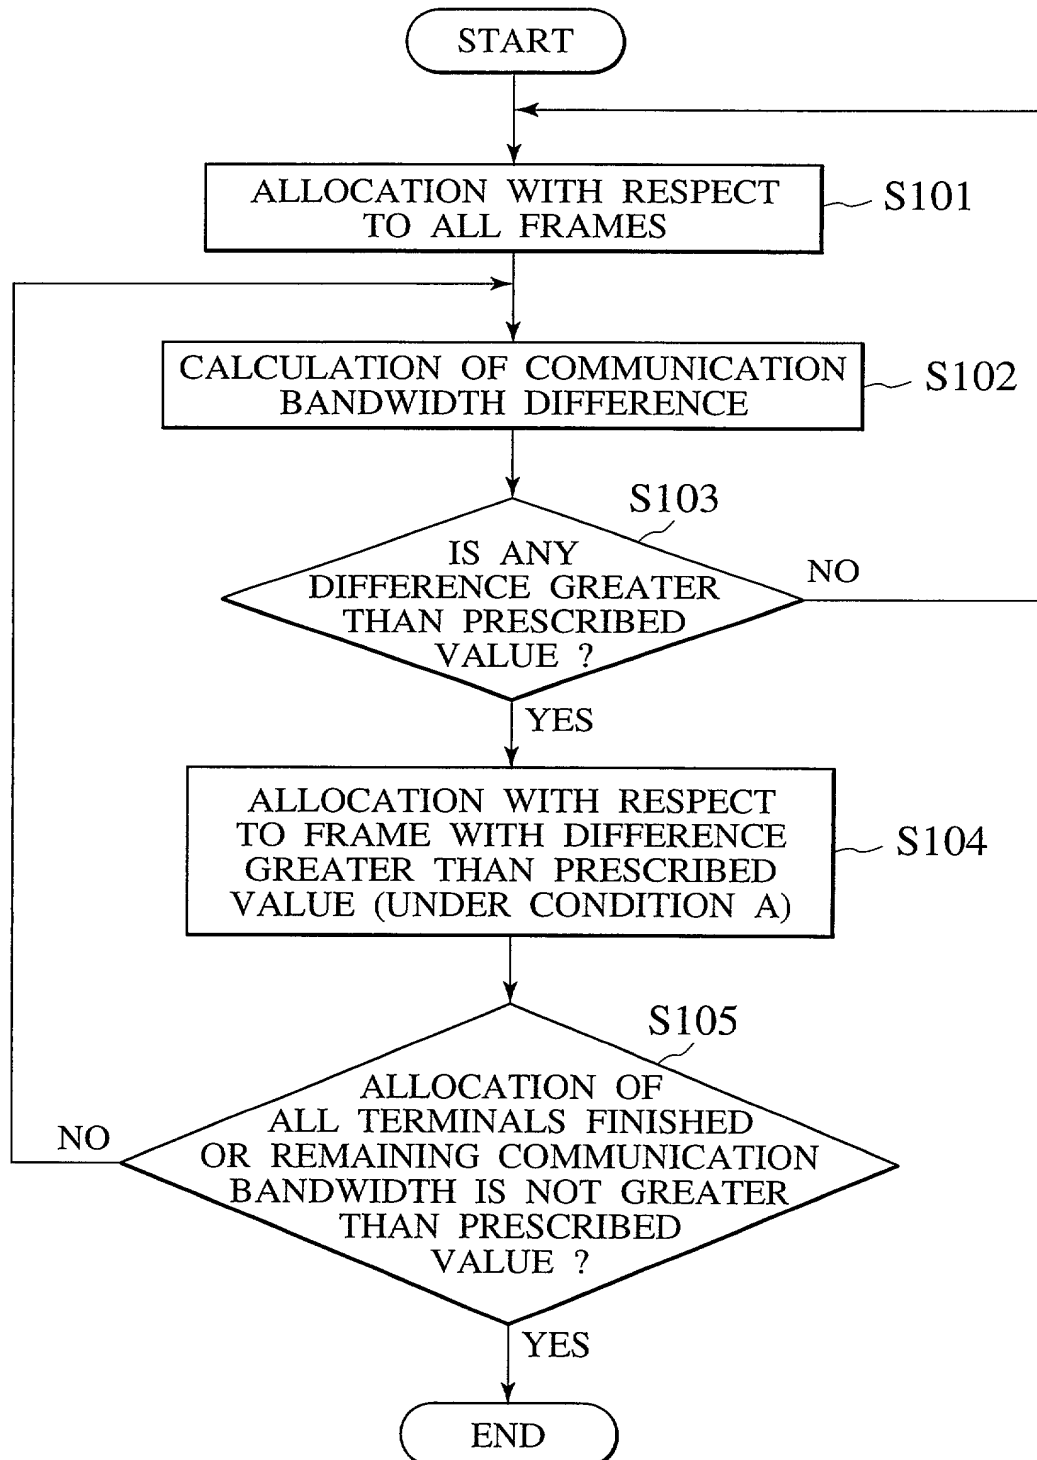 START
ALLOCATION WITH RESPECT
TO ALL FRAMES
S101
CALCULATION OF COMMUNICATION
BANDWIDTH DIFFERENCE
S102
S103
IS ANY
DIFFERENCE GREATER
THAN PRESCRIBED
VALUE ?
NO
YES
ALLOCATION WITH RESPECT
TO FRAME WITH DIFFERENCE
GREATER THAN PRESCRIBED
VALUE (UNDER CONDITION A)
S104
S105
ALLOCATION OF
ALL TERMINALS FINISHED
OR REMAINING COMMUNICATION
BANDWIDTH IS NOT GREATER
THAN PRESCRIBED
VALUE ?
NO
YES
END